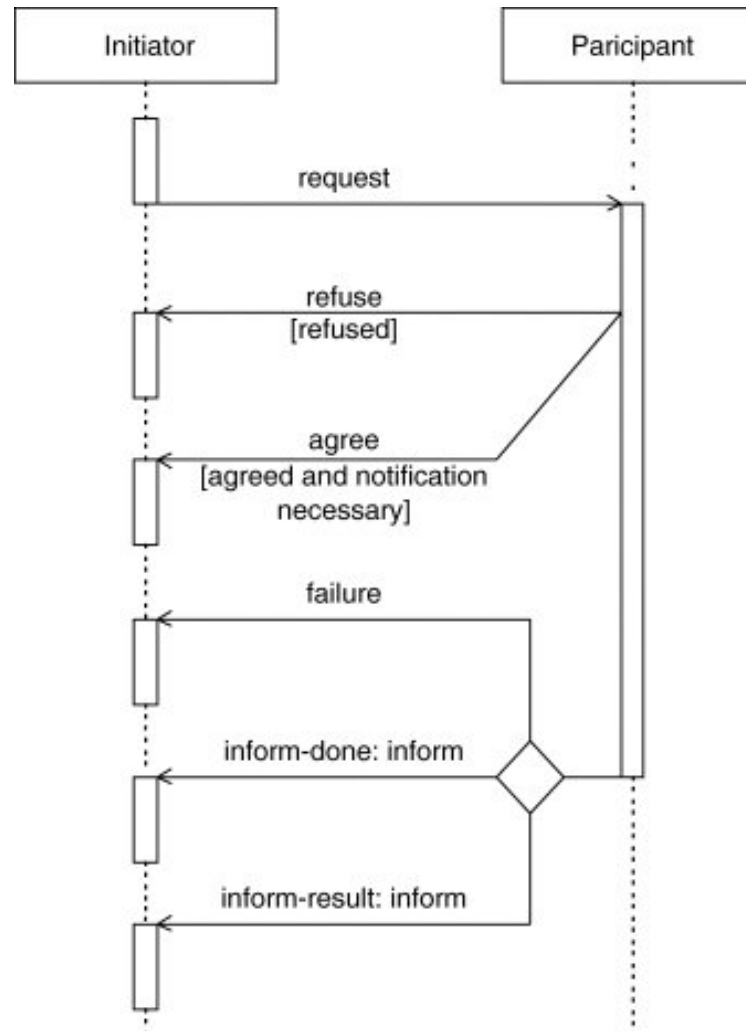 Initiator
Paricipant
request
refuse
[refused]
agree
[agreed and notification
necessary]
failure
inform-done: inform
inform-result: inform